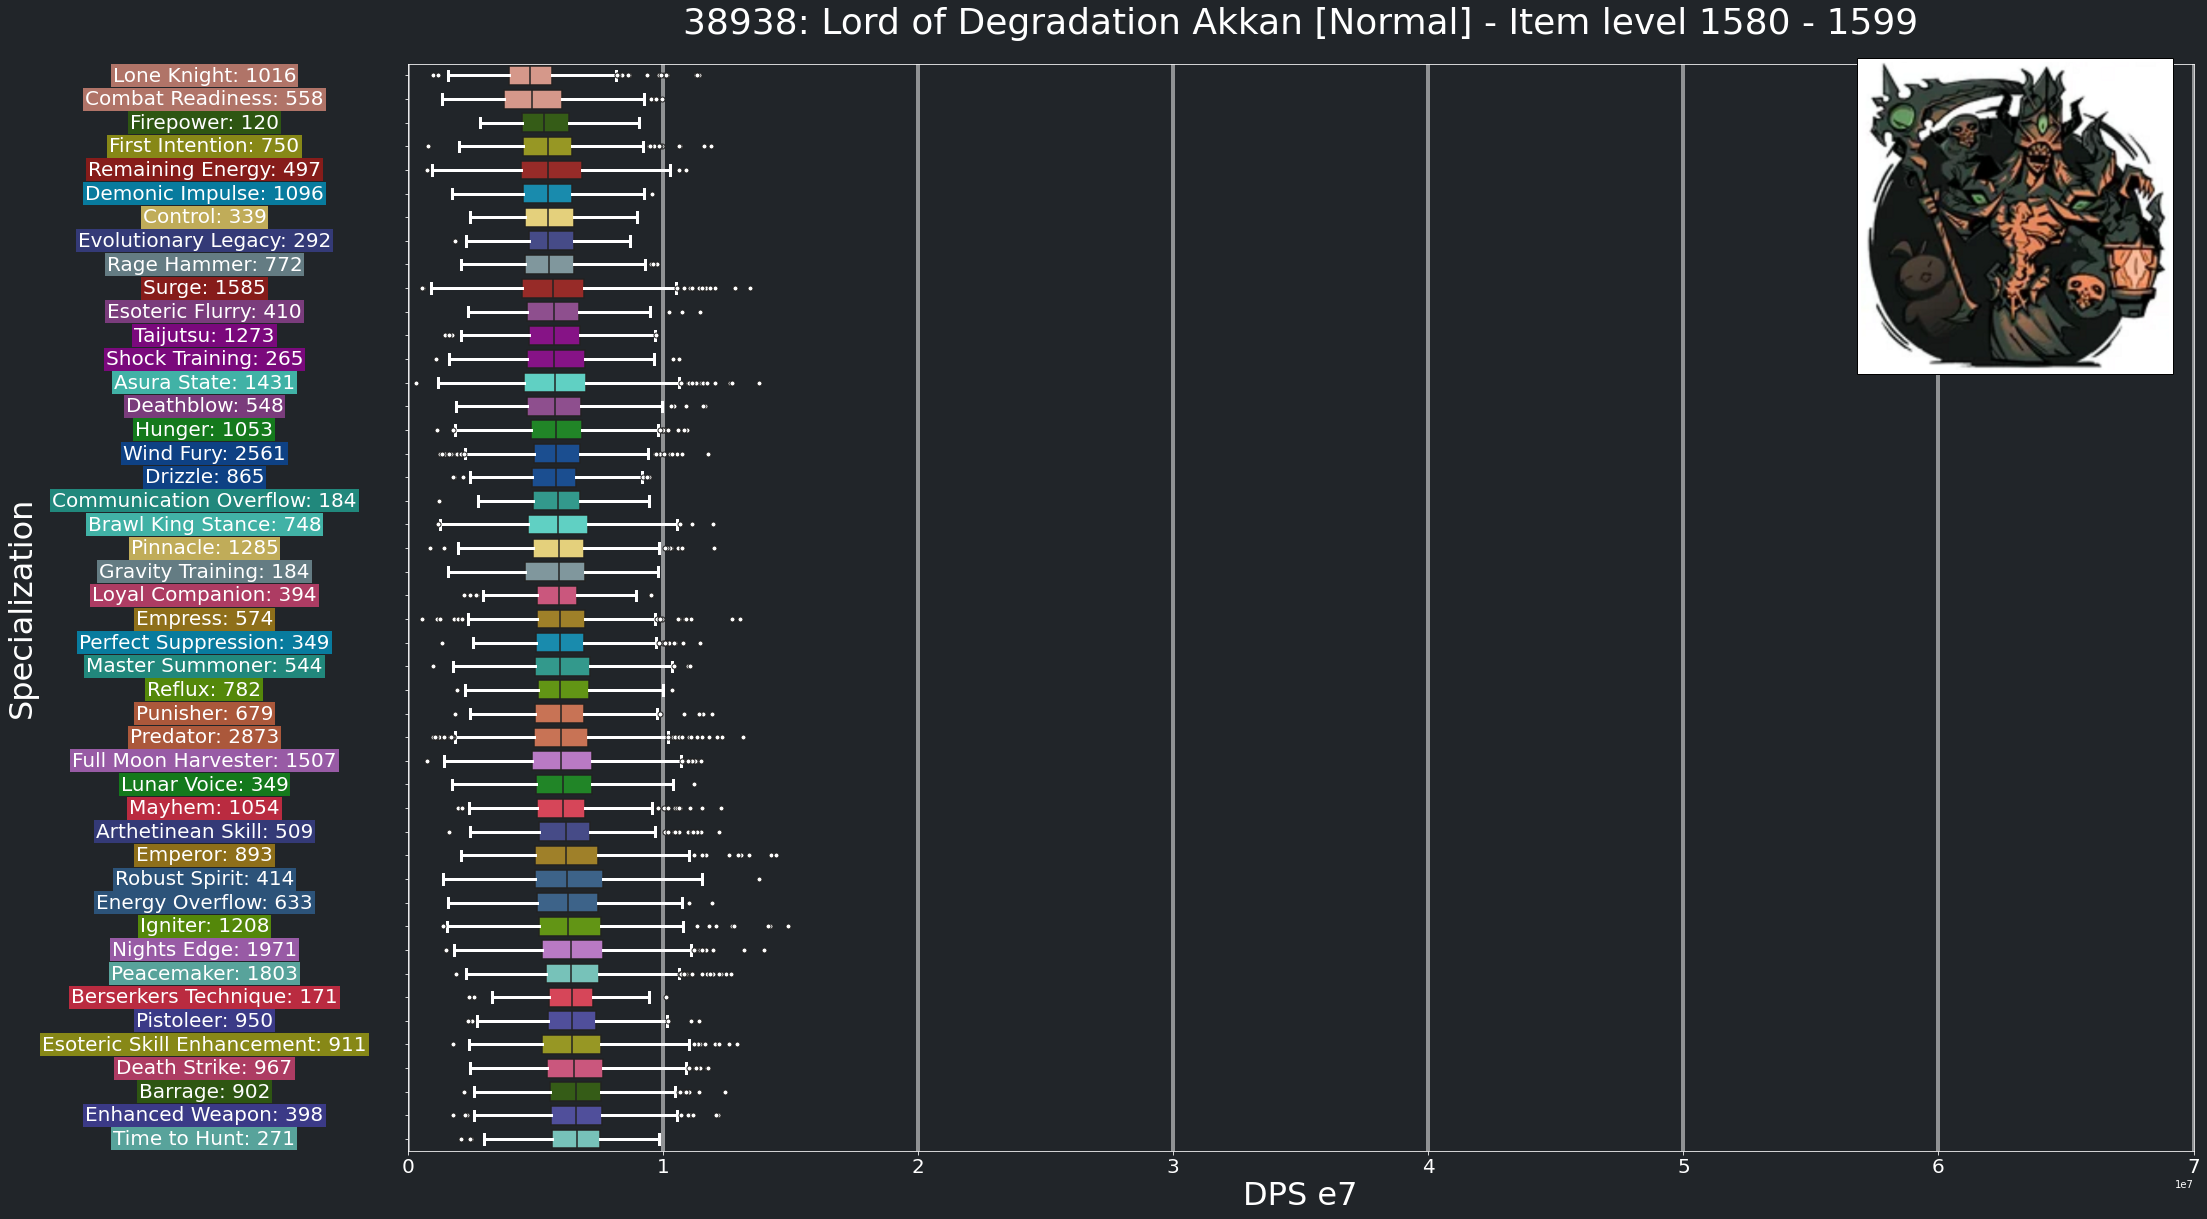 38938: Lord of Degradation Akkan [Normal] - Item level 1580 - 1599
Specialization
Lone Knight: 1016
Combat Readiness: 558
Firepower: 120
First Intention: 750
Remaining Energy: 497
Demonic Impulse: 1096
Control: 339
Evolutionary Legacy: 292
Rage Hammer: 772
Surge: 1585
Esoteric Flurry: 410
Taijutsu: 1273
Shock Training: 265
Asura State: 1431
Deathblow: 548
Hunger: 1053
Wind Fury: 2561
Drizzle: 865
Communication Overflow: 184
Brawl King Stance: 748
Pinnacle: 1285
Gravity Training: 184
Loyal Companion: 394
Empress: 574
Perfect Suppression: 349
Master Summoner: 544
Reflux: 782
Punisher: 679
Predator: 2873
Full Moon Harvester: 1507
Lunar Voice: 349
Mayhem: 1054
Arthetinean Skill: 509
Emperor: 893
Robust Spirit: 414
Energy Overflow: 633
Igniter: 1208
Nights Edge: 1971
Peacemaker: 1803
Berserkers Technique: 171
Pistoleer: 950
Esoteric Skill Enhancement: 911
Death Strike: 967
Barrage: 902
Enhanced Weapon: 398
Time to Hunt: 271
0 1 2 3 4 5 6 7
1e7
DPS e7